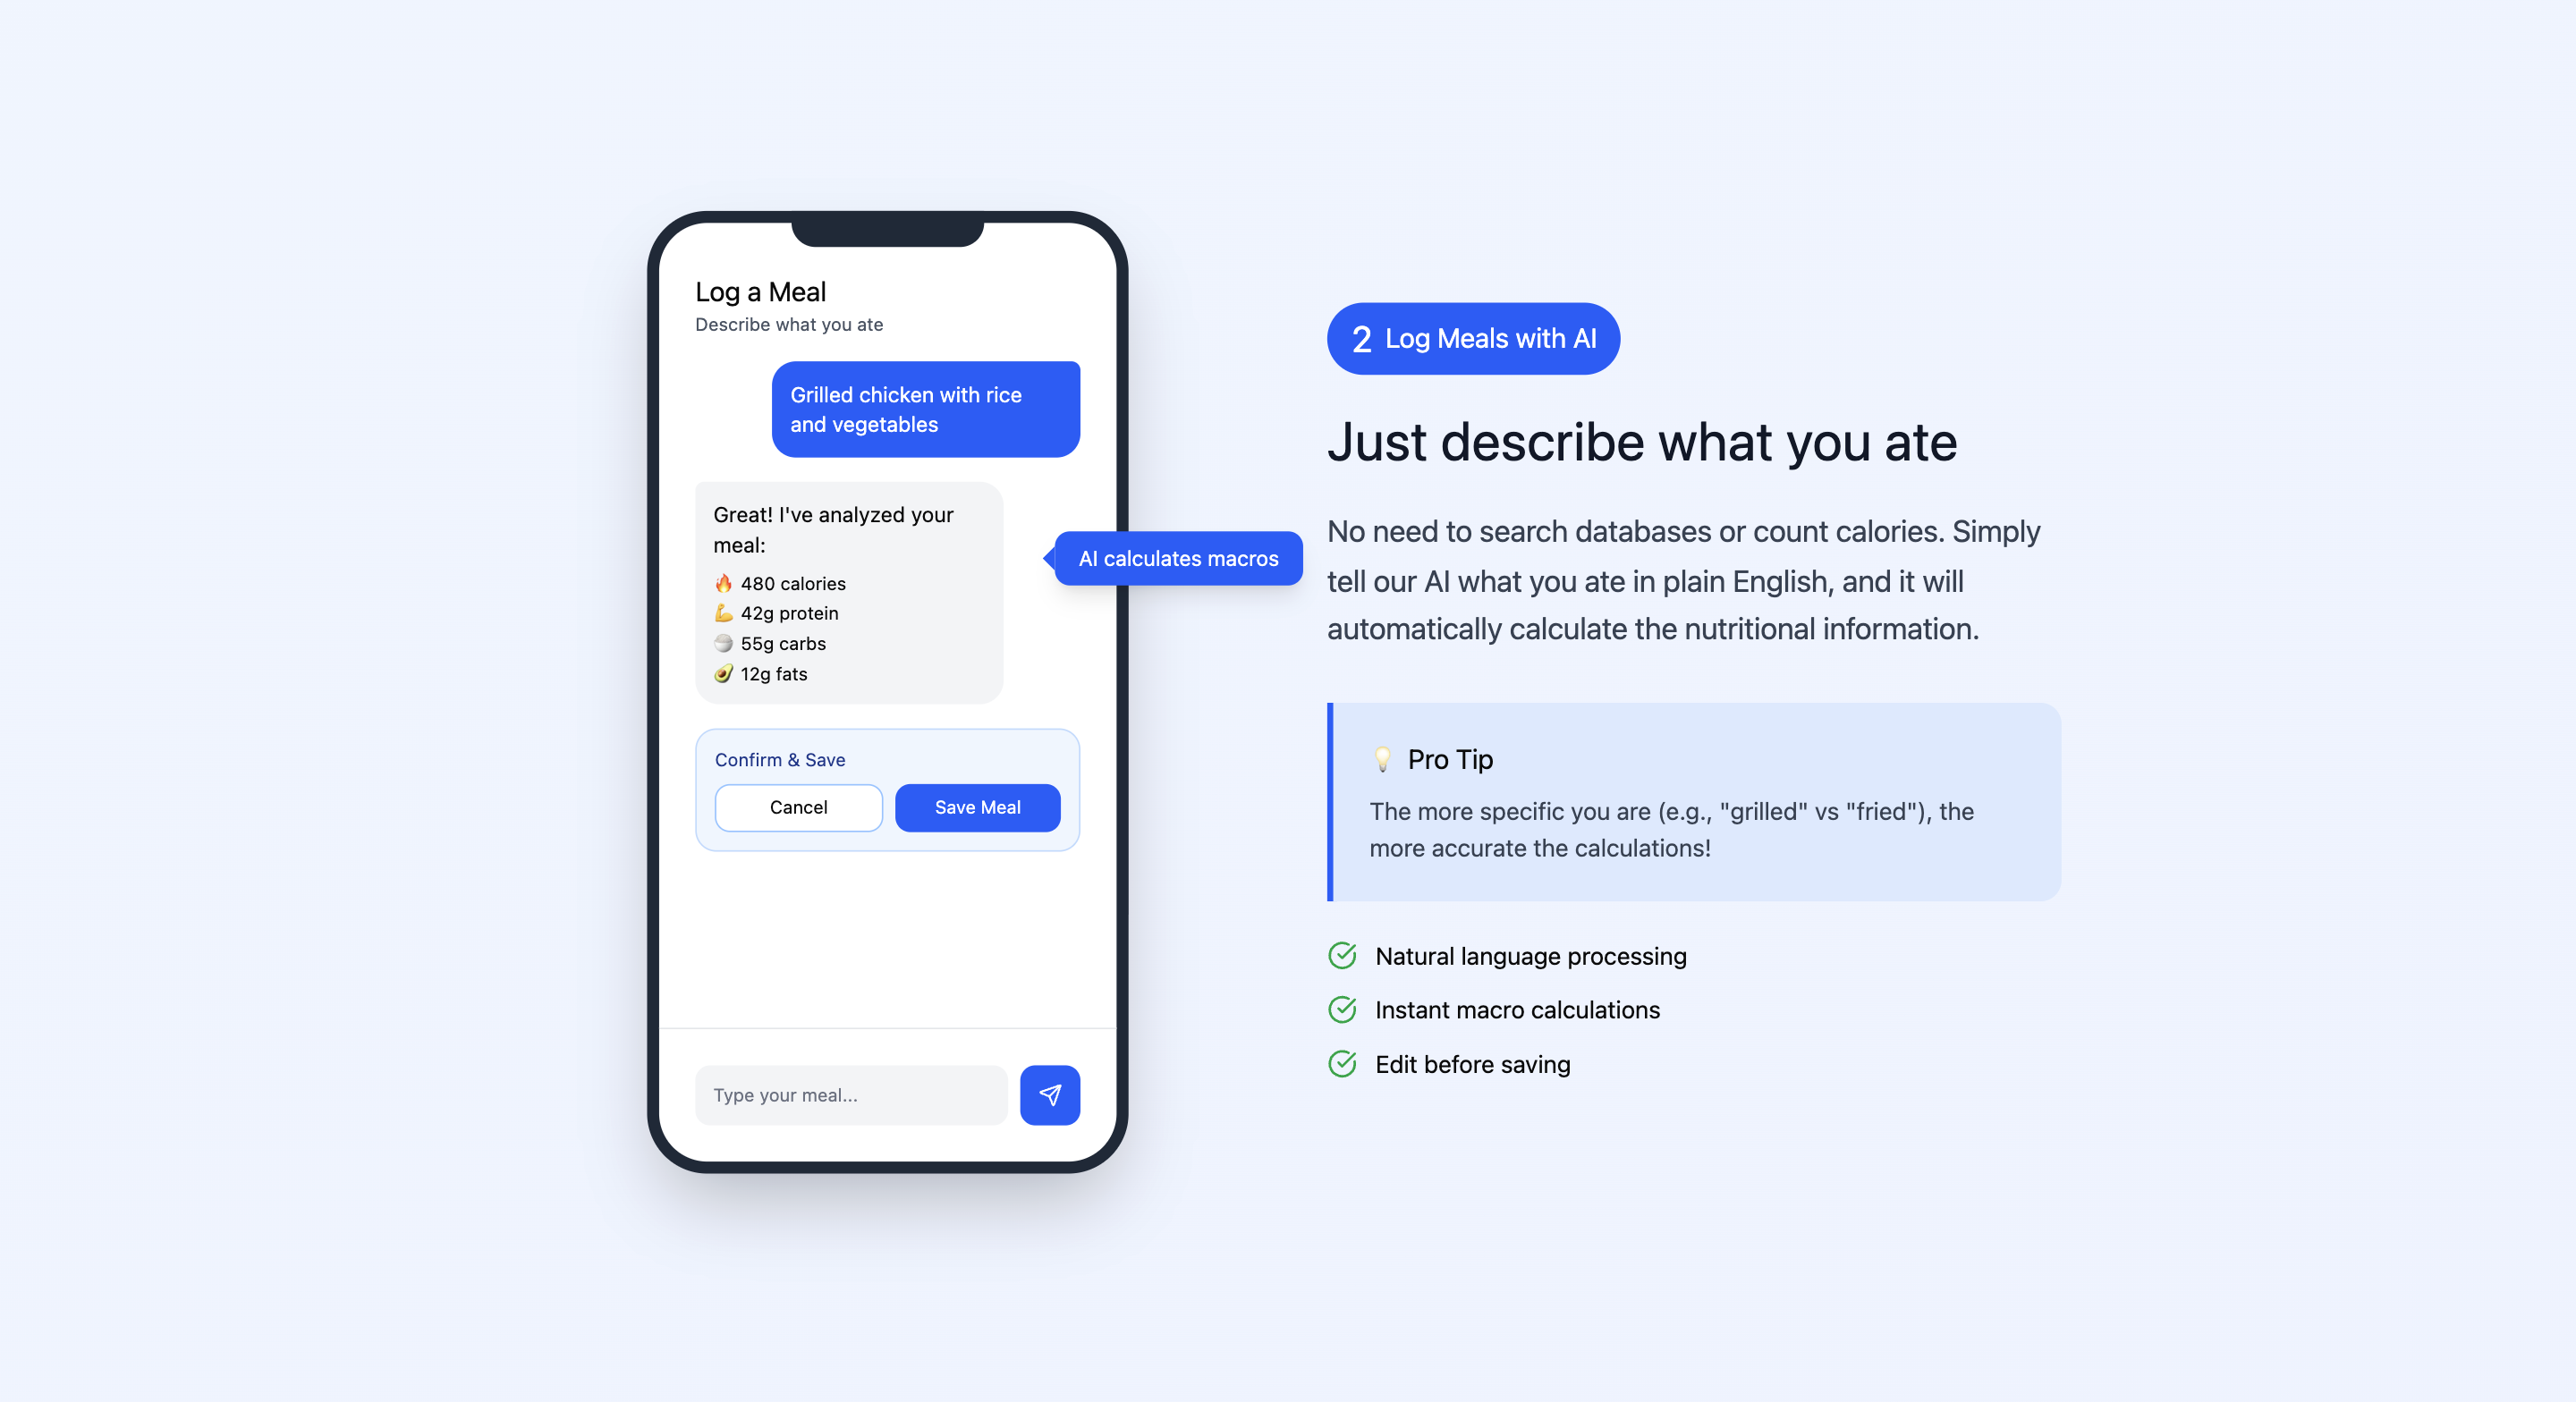 Log a Meal
Describe what you ate
Grilled chicken with rice
and vegetables
Great! I've analyzed your
meal:
🔥 480 calories
💪 42g protein
🍚 55g carbs
🥑 12g fats
AI calculates macros
Confirm & Save
Cancel
Save Meal
Type your meal...
2 Log Meals with AI
Just describe what you ate
No need to search databases or count calories. Simply
tell our AI what you ate in plain English, and it will
automatically calculate the nutritional information.
💡 Pro Tip
The more specific you are (e.g., "grilled" vs "fried"), the
more accurate the calculations!
Natural language processing
Instant macro calculations
Edit before saving